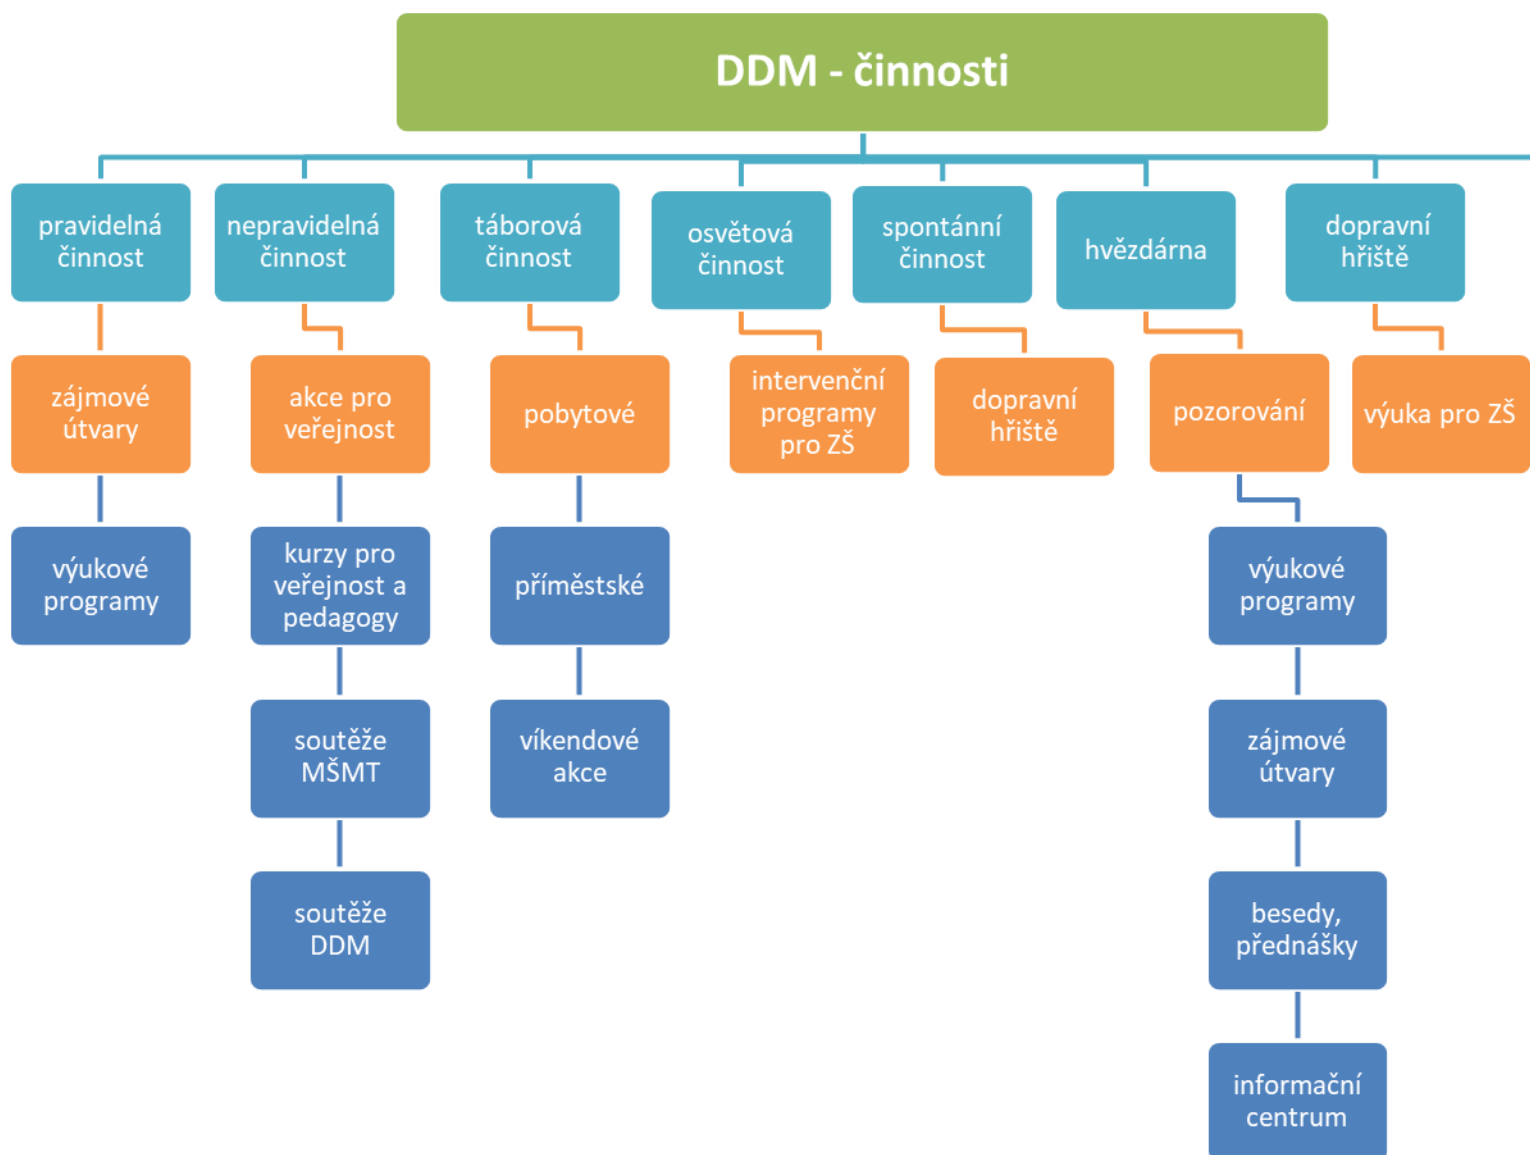 DDM - činnosti
pravidelná
činnost
nepravidelná
činnost
táborová
činnost
osvětová
činnost
spontánní
činnost
hvězdárna
dopravní
hřiště
zájmové
útvary
akce pro
veřejnost
pobytové
intervenční
programy
pro ZŠ
dopravní
hřiště
pozorování
výuka pro ZŠ
výukové
programy
kurzy pro
veřejnost a
pedagogy
příměstské
výukové
programy
soutěže
MŠMT
víkendové
akce
zájmové
útvary
soutěže
DDM
besedy,
přednášky
informační
centrum